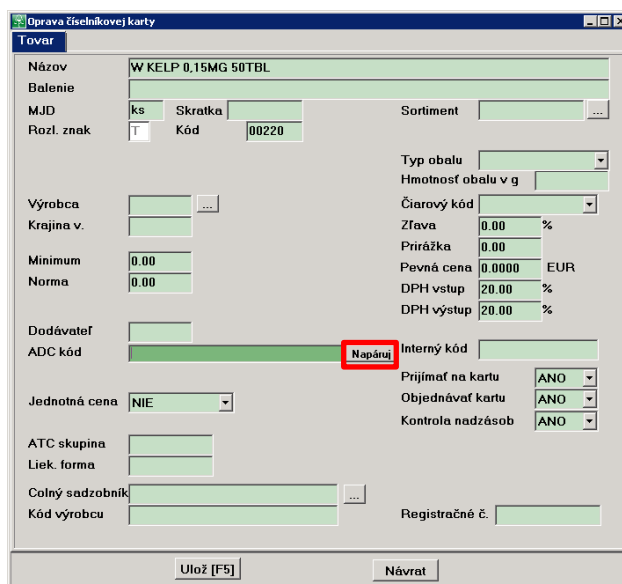 Oprava číselníkovej karty
Tovar
Názov W KELP 0,15MG 50TBL
Balenie
MJD ks Skratka Sortiment ...
Rozl. znak T Kód 00220
Typ obalu
Hmotnosť obalu v g
Výrobca ... Čiarový kód
Krajina v. Zľava 0.00 %
Prirážka 0.00
Minimum 0.00 Pevná cena 0.0000 EUR
Norma 0.00 DPH vstup 20.00 %
DPH výstup 20.00 %
Dodávateľ
ADC kód Napáruj Interný kód
Prijímať na kartu ANO
Jednotná cena NIE Objednávať kartu ANO
Kontrola nadzásob ANO
ATC skupina
Liek. forma
Colný sadzobník ...
Kód výrobcu Registračné č.
Ulož [F5] Návrat